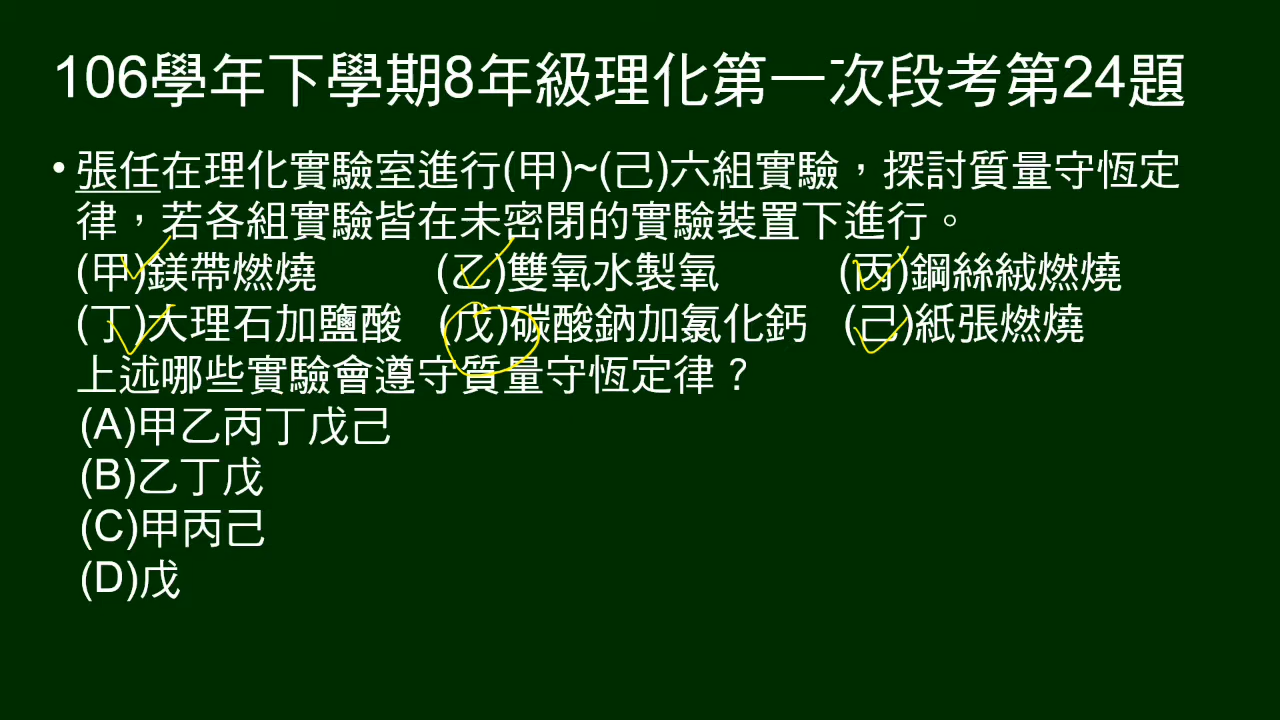 106學年下學期8年級理化第一次段考第24題
• 張任在理化實驗室進行(甲)~(己)六組實驗，探討質量守恆定
律，若各組實驗皆在未密閉的實驗裝置下進行。
(甲)鎂帶燃燒 (乙)雙氧水製氧 (丙)鋼絲絨燃燒
(丁)大理石加鹽酸 (戊)碳酸鈉加氯化鈣 (己)紙張燃燒
上述哪些實驗會遵守質量守恆定律？
(A)甲乙丙丁戊己
(B)乙丁戊
(C)甲丙己
(D)戊